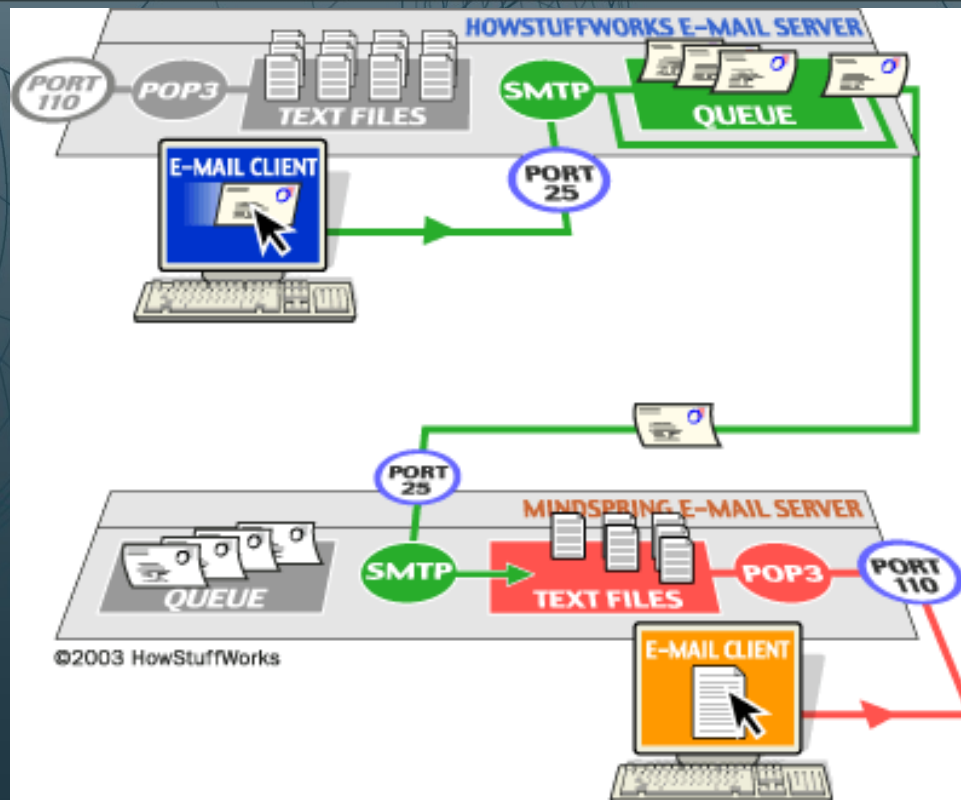 HOWSTUFFWORKS E-MAIL SERVER
PORT
110
POP3
TEXT FILES
SMTP
QUEUE
E-MAIL CLIENT
PORT
25
PORT
25
MINDSPRING E-MAIL SERVER
QUEUE
SMTP
TEXT FILES
POP3
PORT
110
©2003 HowStuffWorks
E-MAIL CLIENT